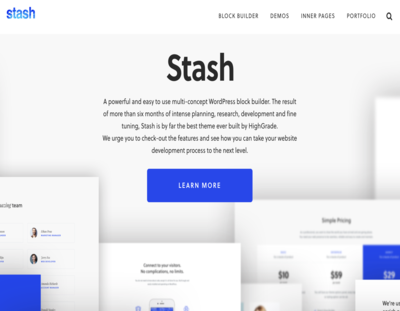 stash
BLOCK BUILDER DEMOS INNER PAGES PORTFOLIO
Stash
A powerful and easy to use multi-concept WordPress block builder. The result
of more than six months of intense planning, research, development and fine
tuning, Stash is by far the best theme ever built by HighGrade.
We urge you to check-out the features and see how you can take your website
development process to the next level.
LEARN MORE
team
Simple Pricing
Connect to your visitors.
No complications, no limits.
$10 $59 $29
We're us